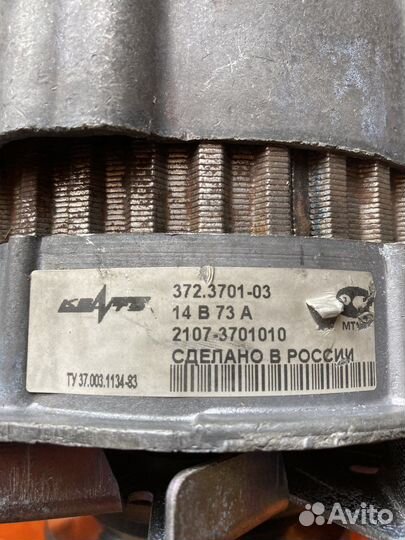 КЗАТЭ
372.3701-03
14 В 73 А
2107-3701010
СДЕЛАНО В РОССИИ
ТУ 37.003.1134-83
Avito